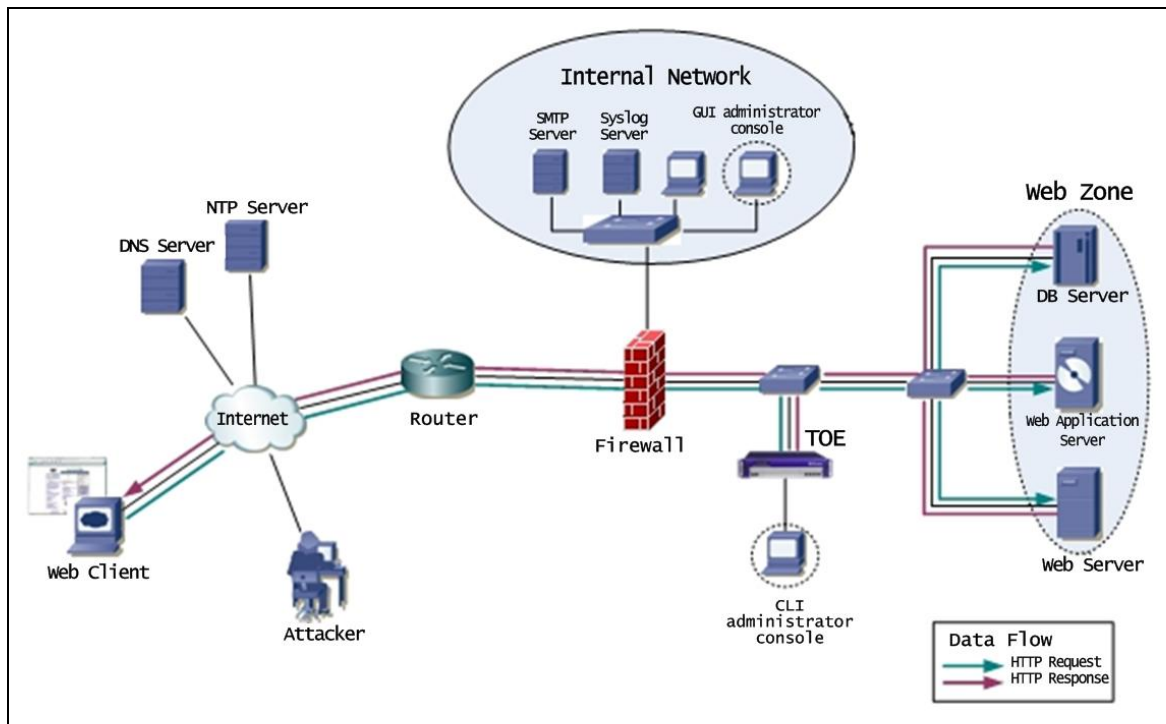 Internal Network
SMTP
Server
Syslog
Server
GUI administrator
console
Web Zone
NTP Server
DNS Server
DB Server
Internet
Router
Firewall
TOE
Web Application
Server
Web Client
Attacker
CLI
administrator
console
Web Server
Data Flow
HTTP Request
HTTP Response